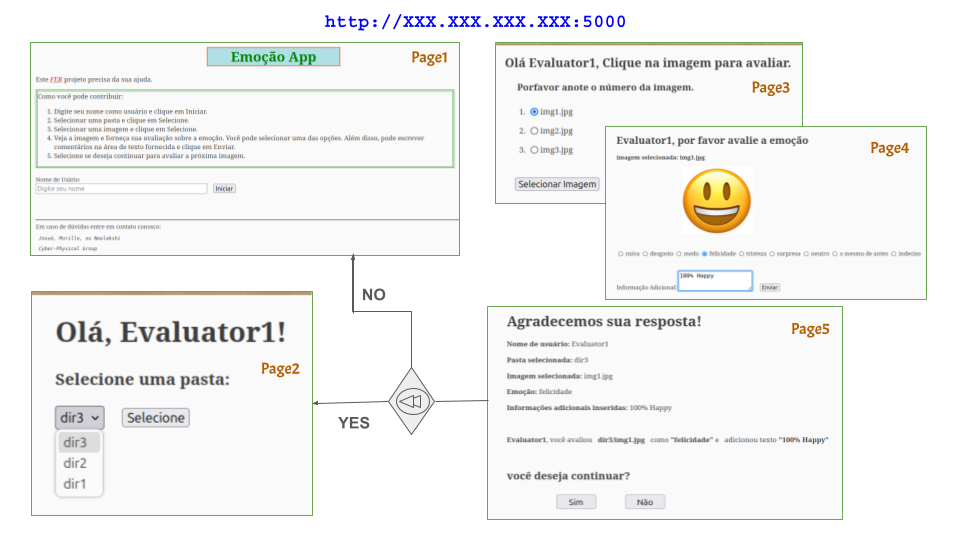 http://XXX.XXX.XXX.XXX:5000
Emoção App
Page1
Este FER projeto precisa da sua ajuda.
Como você pode contribuir:
1. Digite seu nome como usuário e clique em Iniciar.
2. Selecionar uma pasta e clique em Selecione.
3. Selecionar uma imagem e clique em Selecione.
4. Veja a imagem e forneça sua avaliação sobre a emoção. Você pode selecionar uma das opções. Além disso, pode escrever
comentários na área de texto fornecida e clique em Enviar.
5. Selecione se deseja continuar para avaliar a próxima imagem.
Nome de Usário:
Digite seu nome
Iniciar
Em caso de dúvidas entre em contato conosco:
Josué, Murillo, ou Neelakshi
Cyber-Physical Group
Olá, Evaluator1!
Page2
Selecione uma pasta:
dir3 Selecione
dir3
dir2
dir1
Olá Evaluator1, Clique na imagem para avaliar.
Page3
Porfavor anote o número da imagem.
1. img1.jpg
2. img2.jpg
3. img3.jpg
Selecionar Imagem
Evaluator1, por favor avalie a emoção
Page4
imagem selecionada: img1.jpg
raiva desgosto medo felicidade tristeza surpresa neutro o mesmo de antes indeciso
100% Happy
Informação Adicional: Enviar
Agradecemos sua resposta!
Page5
Nome de usuário: Evaluator1
Pasta selecionada: dir3
Imagem selecionada: img1.jpg
Emoção: felicidade
Informações adicionais inseridas: 100% Happy
Evaluator1, você avaliou dir3/img1.jpg como "felicidade" e adicionou texto "100% Happy"
você deseja continuar?
Sim Não
NO
YES